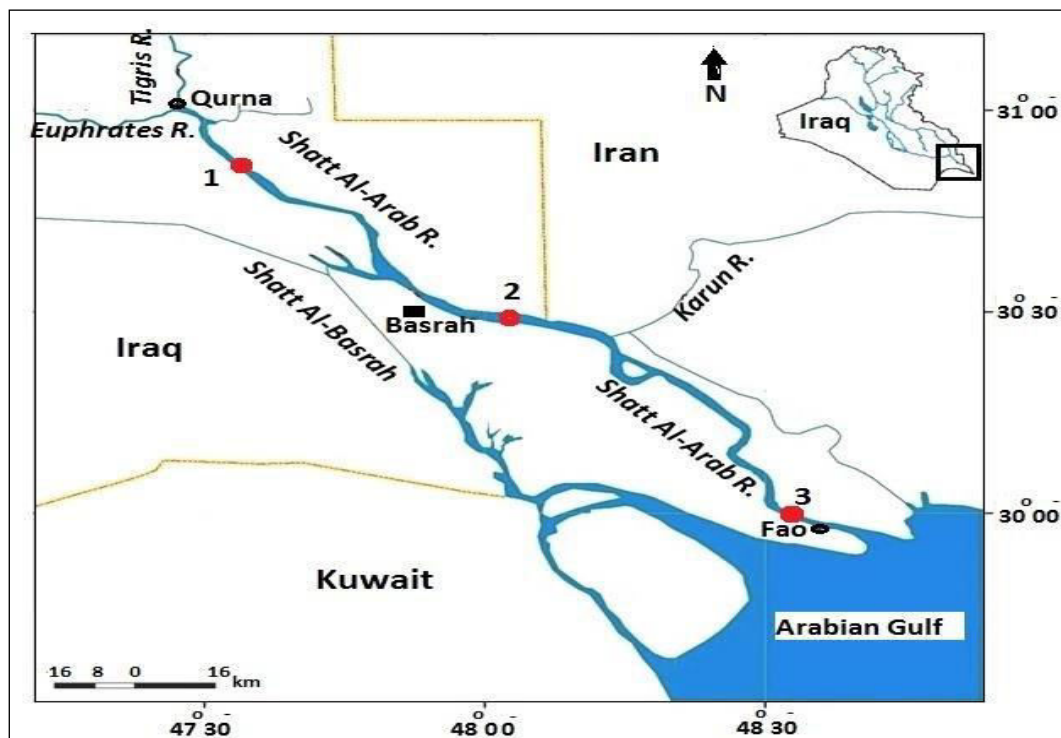 Tigris R.
Qurna
Euphrates R.
N
Iraq
31 00
1
Shatt Al-Arab R.
Iran
Karun R.
Shatt Al-Basrah
2
Basrah
30 30
Iraq
Shatt Al-Arab R.
3
Fao
30 00
Kuwait
Arabian Gulf
16 8 0 16 km
47 30 48 00 48 30